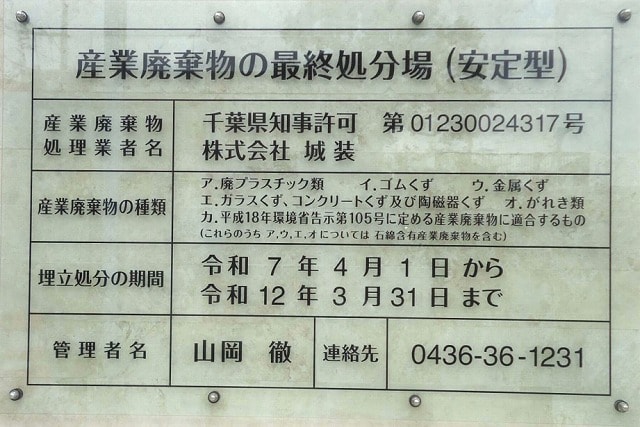 産業廃棄物の最終処分場(安定型)
産業廃棄物
処理業者名
千葉県知事許可 第01230024317号
株式会社 城装
産業廃棄物の種類
ア.廃プラスチック類 イ.ゴムくず ウ.金属くず
エ.ガラスくず、コンクリートくず及び陶磁器くず オ.がれき類
カ.平成18年環境省告示第105号に定める産業廃棄物に適合するもの
(これらのうち ア,ウ,エ,オについては 石綿含有産業廃棄物を含む)
埋立処分の期間
令和 7 年 4 月 1 日 から
令和 12 年 3 月 31 日 まで
管理者名
山岡 徹
連絡先
0436-36-1231